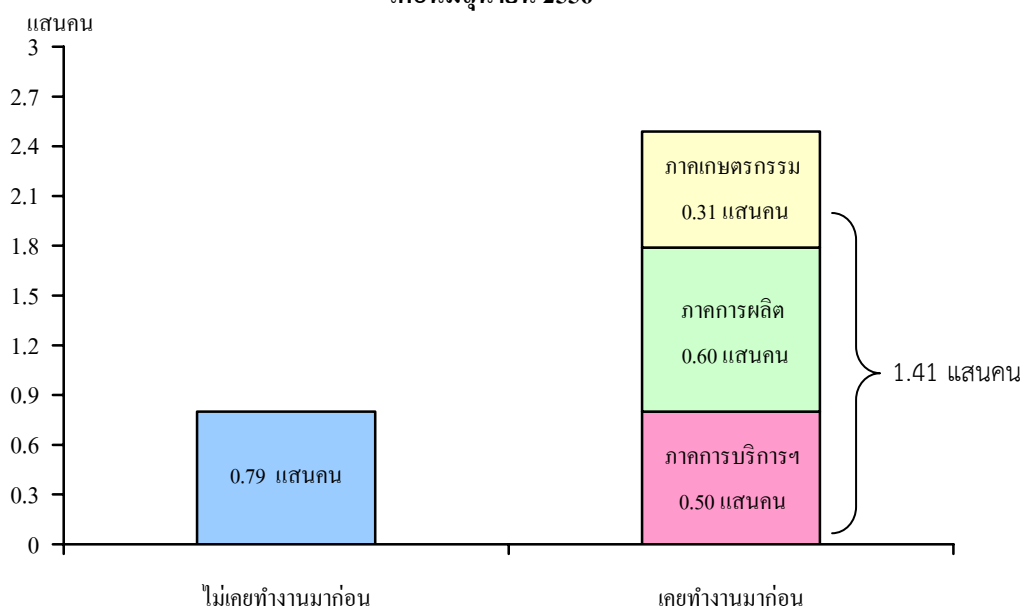 แสนคน
3
2.7
2.4
2.1
1.8
1.5
1.2
0.9
0.6
0.3
0
ภาคเกษตรกรรม
0.31 แสนคน
ภาคการผลิต
0.60 แสนคน
ภาคการบริการฯ
0.50 แสนคน
1.41 แสนคน
0.79 แสนคน
ไม่เคยทำงานมาก่อน
เคยทำงานมาก่อน